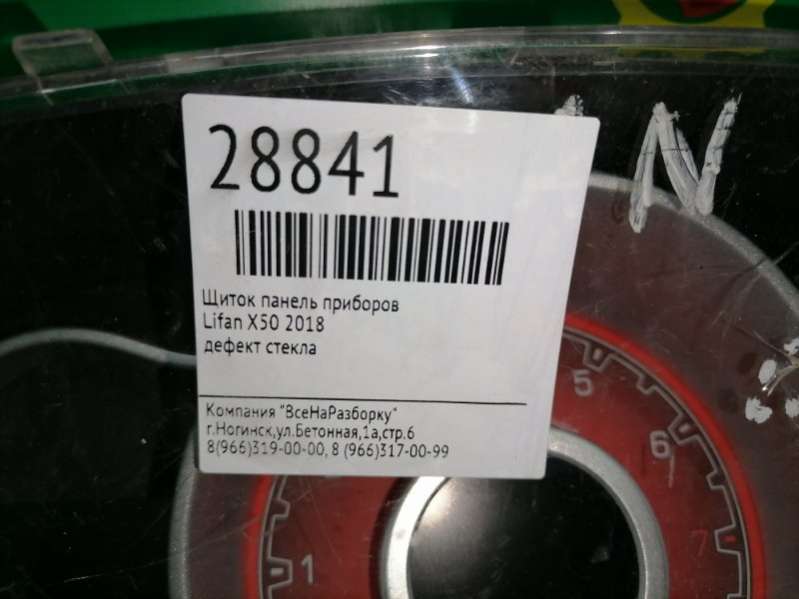 28841
N
Щиток панель приборов
Lifan X50 2018
дефект стекла
Компания "ВсеНаРазборку"
г.Ногинск,ул.Бетонная,1а,стр.6
8(966)319-00-00, 8 (966)317-00-99
5
6
7
1